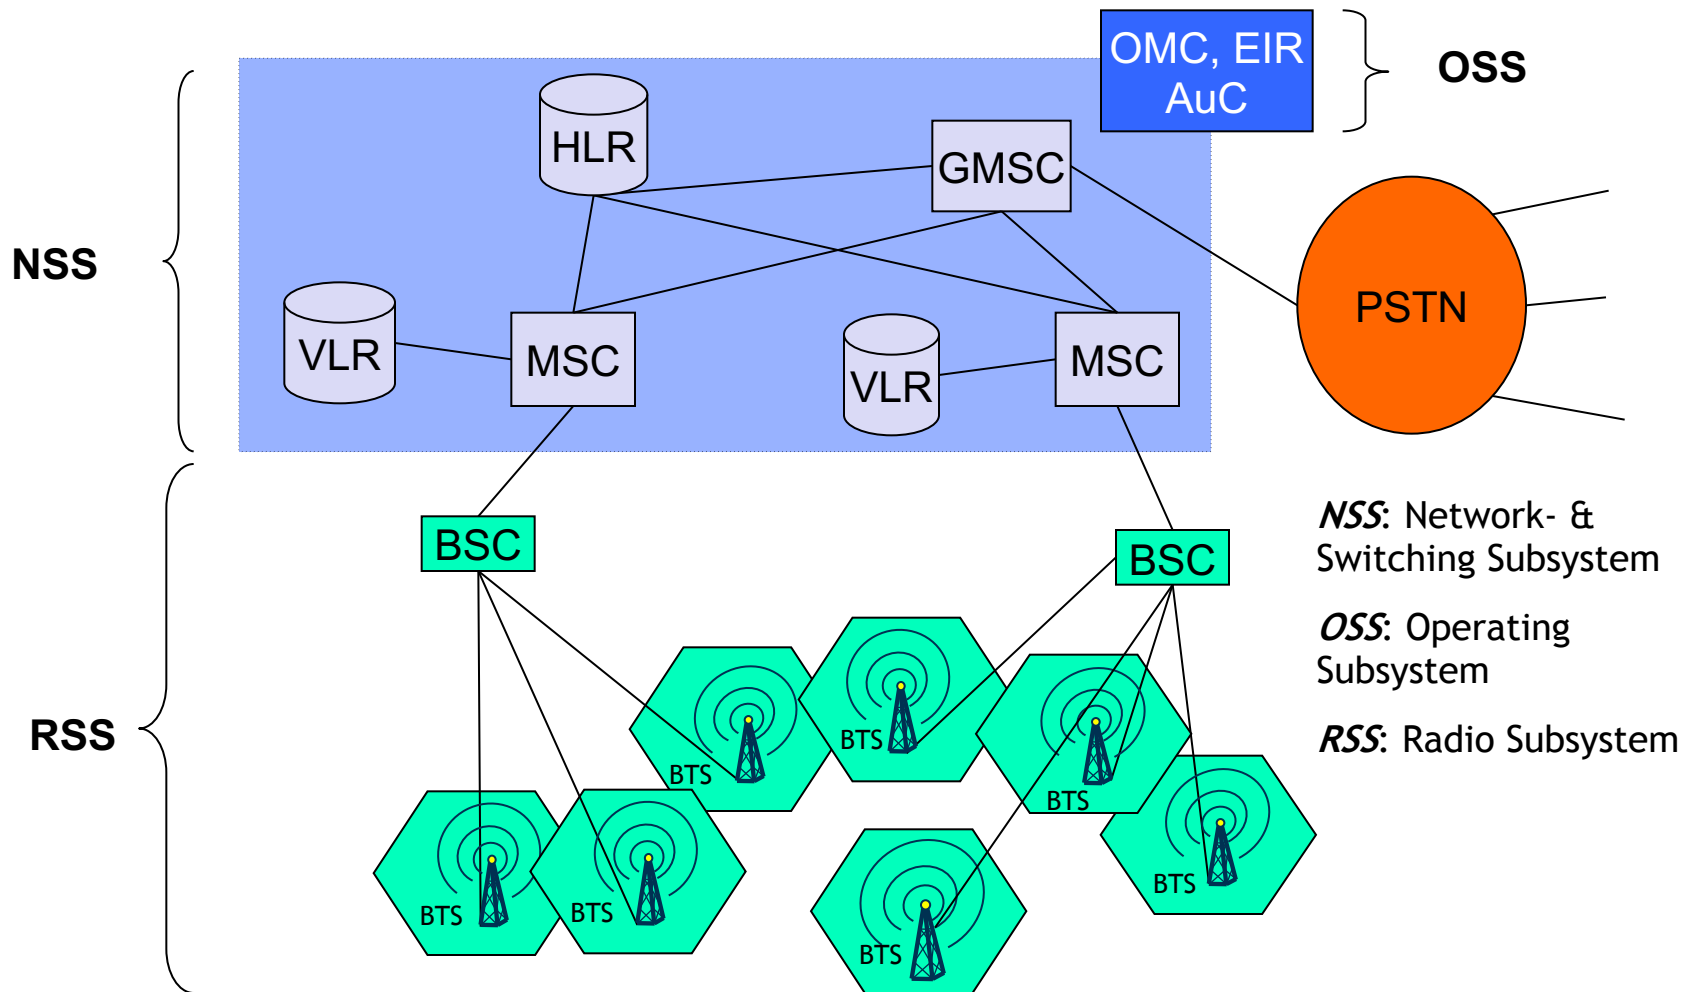 OMC, EIR
AuC
OSS
HLR
GMSC
NSS
PSTN
VLR
MSC
VLR
MSC
BSC
BSC
NSS: Network- &
Switching Subsystem
OSS: Operating
Subsystem
RSS: Radio Subsystem
RSS
BTS
BTS
BTS
BTS
BTS
BTS
BTS